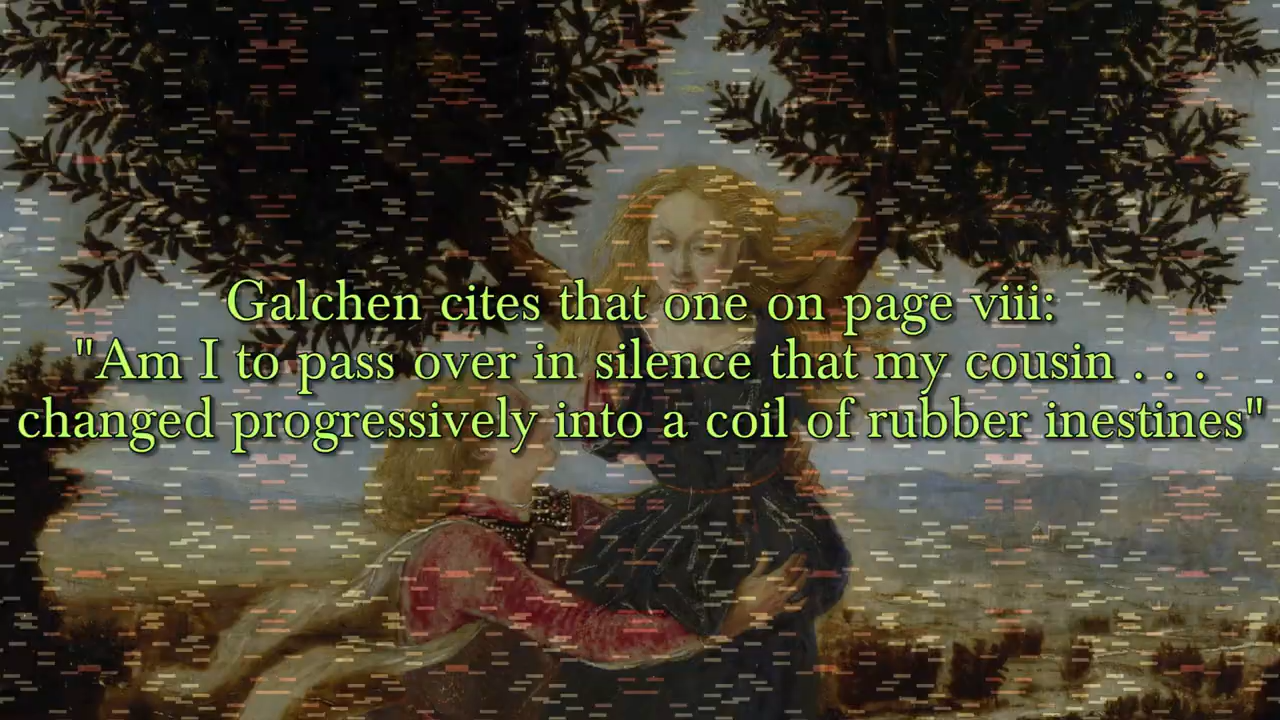 Galchen cites that one on page viii:
"Am I to pass over in silence that my cousin . . .
changed progressively into a coil of rubber inestines"